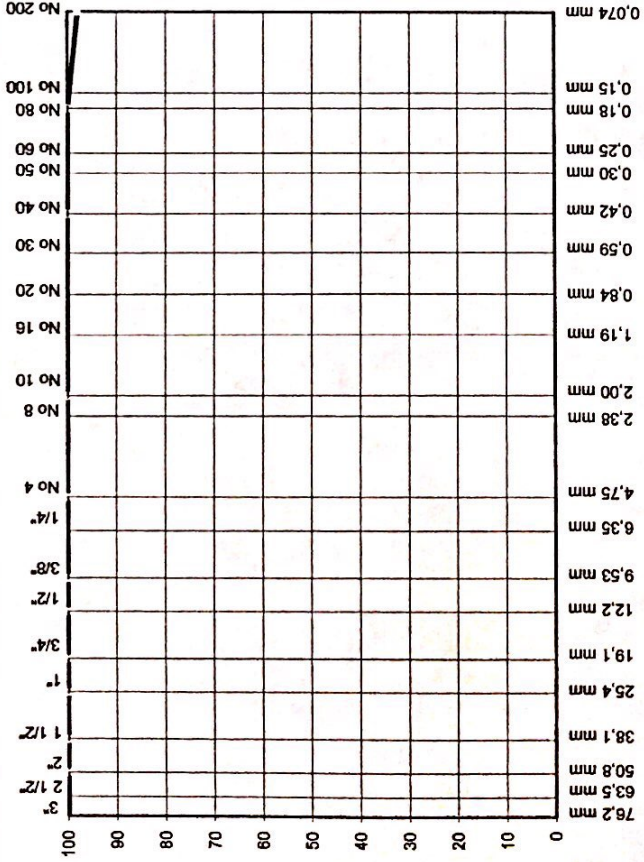 76,2 mm
63,5 mm
50,8 mm
38,1 mm
25,4 mm
19,1 mm
12,2 mm
9,53 mm
6,35 mm
4,75 mm
2,38 mm
2,00 mm
1,19 mm
0,84 mm
0,59 mm
0,42 mm
0,30 mm
0,25 mm
0,18 mm
0,15 mm
0,074 mm
3"
2 1/2"
2"
1 1/2"
1"
3/4"
1/2"
3/8"
1/4"
No 4
No 8
No 10
No 16
No 20
No 30
No 40
No 50
No 60
No 80
No 100
No 200
100
90
80
70
60
50
40
30
20
10
0